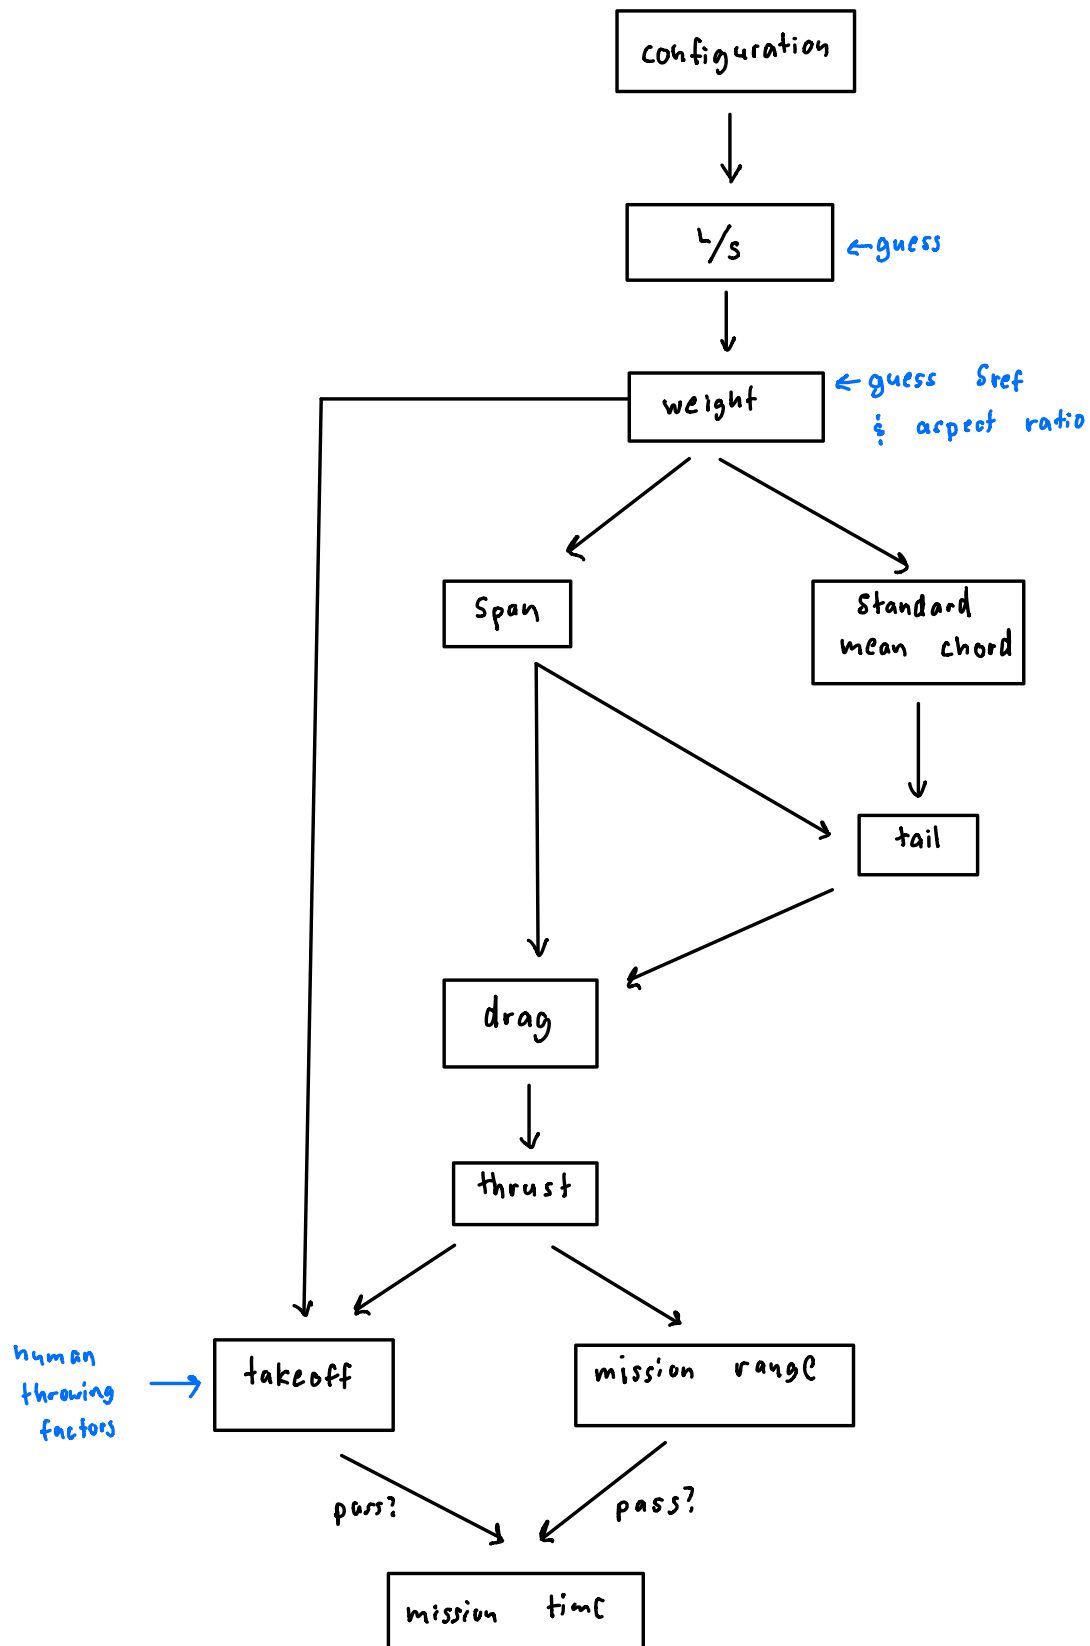 configuration
L/S
←guess
weight
← guess Sref
& aspect ratio
span
standard
mean chord
tail
drag
thrust
human
throwing
factors
takeoff
mission range
pass?
pass?
mission time